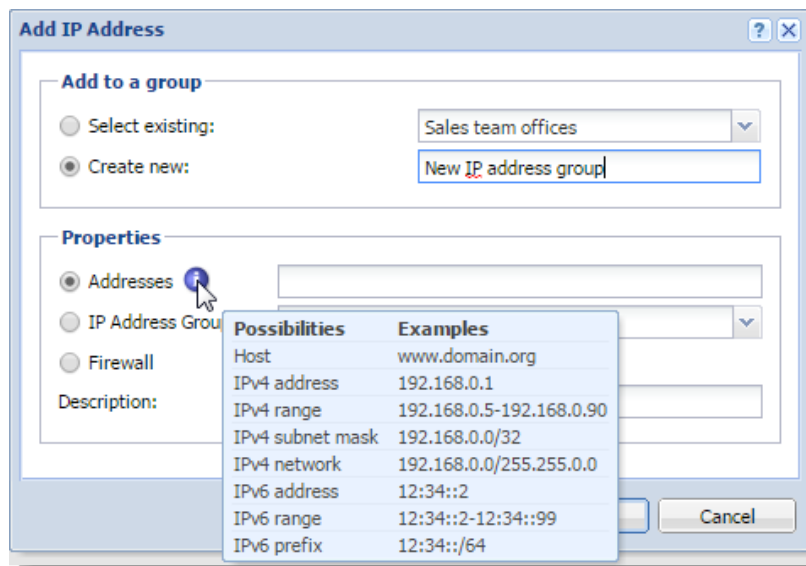 Add IP Address
Add to a group
Select existing: Sales team offices
Create new: New IP address group
Properties
Addresses
IP Address Grou
Firewall
Description:
Possibilities Examples
Host www.domain.org
IPv4 address 192.168.0.1
IPv4 range 192.168.0.5-192.168.0.90
IPv4 subnet mask 192.168.0.0/32
IPv4 network 192.168.0.0/255.255.0.0
IPv6 address 12:34::2
IPv6 range 12:34::2-12:34::99
IPv6 prefix 12:34::/64
Cancel